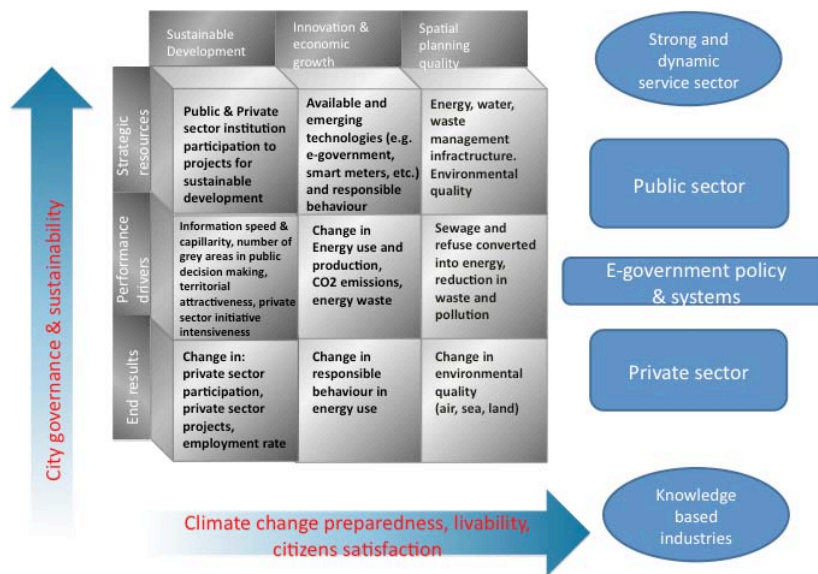 Sustainable
Development
Innovation &
economic
growth
Spatial
planning
quality
Strategic
resources
Public & Private
sector institution
participation to
projects for
sustainable
development
Available and
emerging
technologies (e.g.
e-government,
smart meters, etc.)
and responsible
behaviour
Energy, water,
waste
management
infractructure.
Environmental
quality
Performance
drivers
Information speed &
capillarity, number of
grey areas in public
decision making,
territorial
attractiveness, private
sector initiative
intensiveness
Change in
Energy use and
production,
CO2 emissions,
energy waste
Sewage and
refuse converted
into energy,
reduction in
waste and
pollution
End results
Change in:
private sector
participation,
private sector
projects,
employment rate
Change in
responsible
behaviour in
energy use
Change in
environmental
quality
(air, sea, land)
City governance & sustainability
Climate change preparedness, livability,
citizens satisfaction
Strong and
dynamic
service sector
Public sector
E-government policy
& systems
Private sector
Knowledge
based
industries